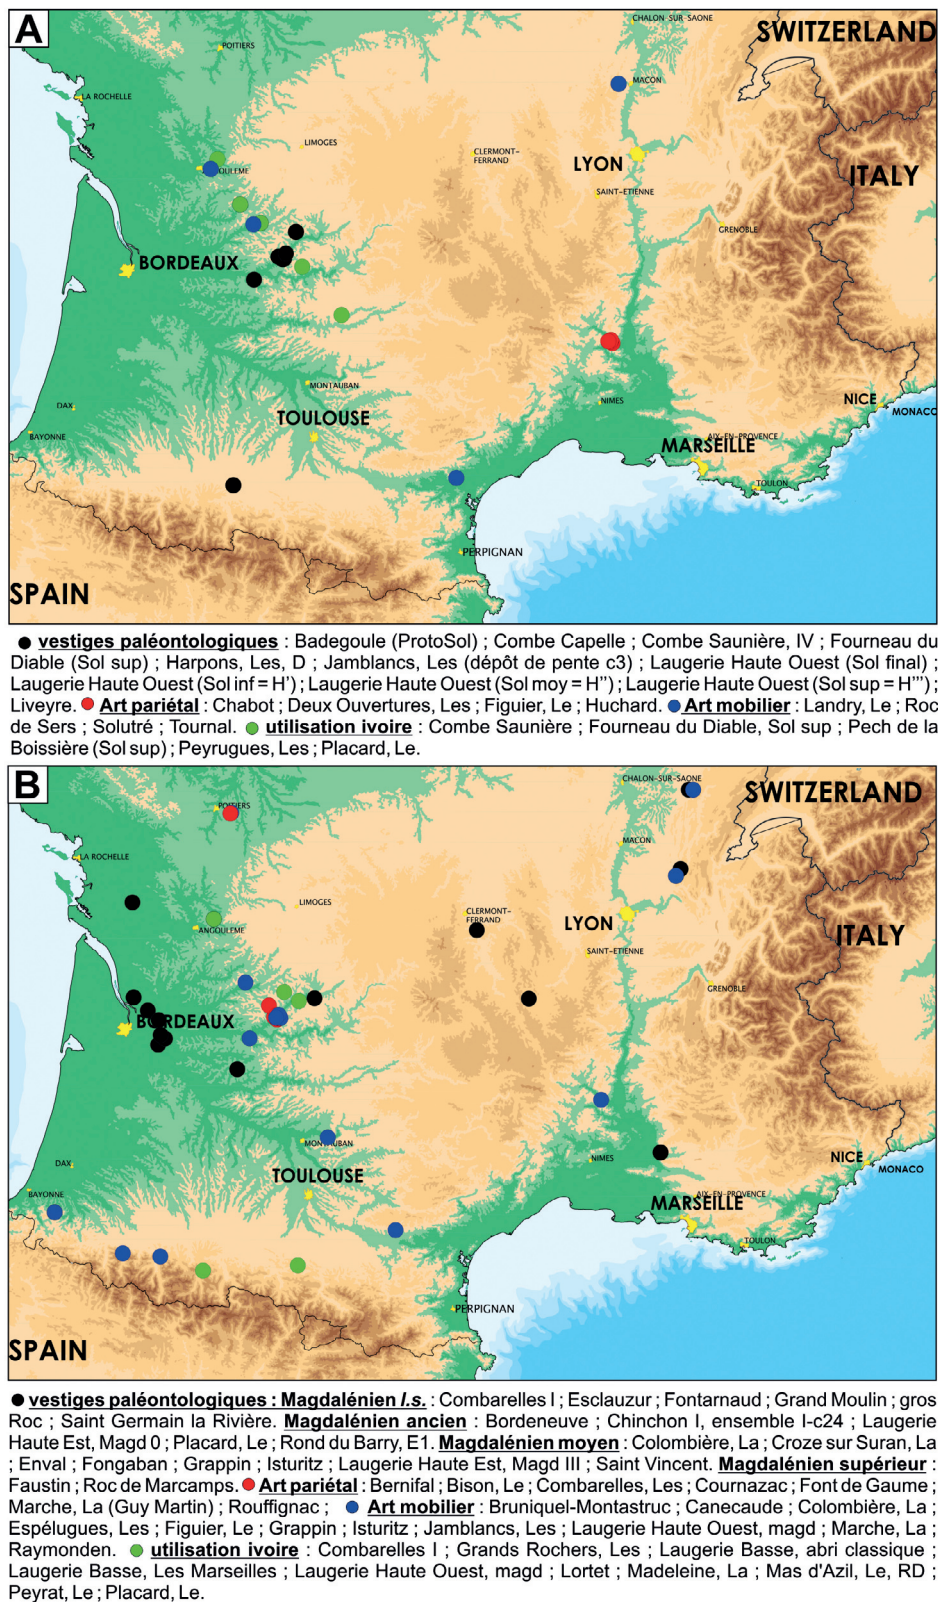 A
CHALON-SUR-SAONE
SWITZERLAND
POITIERS
MACON
LA ROCHELLE
LIMOGES
CLERMONT-
FERRAND
LYON
ITALY
OULEME
SAINT-ETIENNE
GRENOBLE
BORDEAUX
MONTAUBAN
NIMES
NICE
DAX
TOULOUSE
MONACO
BAYONNE
AIX-EN-PROVENCE
MARSEILLE
TOULON
PERPIGNAN
SPAIN
● vestiges paléontologiques : Badegoule (ProtoSol) ; Combe Capelle ; Combe Saunière, IV ; Fourneau du
Diable (Sol sup) ; Harpons, Les, D ; Jamblancs, Les (dépôt de pente c3) ; Laugerie Haute Ouest (Sol final) ;
Laugerie Haute Ouest (Sol inf = H') ; Laugerie Haute Ouest (Sol moy = H'') ; Laugerie Haute Ouest (Sol sup = H''') ;
Liveyre. ● Art pariétal : Chabot ; Deux Ouvertures, Les ; Figuier, Le ; Huchard. ● Art mobilier : Landry, Le ; Roc
de Sers ; Solutré ; Tournal. ● utilisation ivoire : Combe Saunière ; Fourneau du Diable, Sol sup ; Pech de la
Boissière (Sol sup) ; Peyrugues, Les ; Placard, Le.
B
CHALON-SUR-SAONE
SWITZERLAND
POITIERS
MACON
LA ROCHELLE
LIMOGES
CLERMONT-
FERRAND
LYON
ITALY
ANGOULEME
SAINT-ETIENNE
GRENOBLE
BORDEAUX
MONTAUBAN
NIMES
NICE
DAX
TOULOUSE
MONACO
BAYONNE
AIX-EN-PROVENCE
MARSEILLE
TOULON
PERPIGNAN
SPAIN
● vestiges paléontologiques : Magdalénien l.s. : Combarelles I ; Esclauzur ; Fontarnaud ; Grand Moulin ; gros
Roc ; Saint Germain la Rivière. Magdalénien ancien : Bordeneuve ; Chinchon I, ensemble I-c24 ; Laugerie
Haute Est, Magd 0 ; Placard, Le ; Rond du Barry, E1. Magdalénien moyen : Colombière, La ; Croze sur Suran, La
; Enval ; Fongaban ; Grappin ; Isturitz ; Laugerie Haute Est, Magd III ; Saint Vincent. Magdalénien supérieur :
Faustin ; Roc de Marcamps. ● Art pariétal : Bernifal ; Bison, Le ; Combarelles, Les ; Cournazac ; Font de Gaume ;
Marche, La (Guy Martin) ; Rouffignac ; ● Art mobilier : Bruniquel-Montastruc ; Canecaude ; Colombière, La ;
Espélugues, Les ; Figuier, Le ; Grappin ; Isturitz ; Jamblancs, Les ; Laugerie Haute Ouest, magd ; Marche, La ;
Raymonden. ● utilisation ivoire : Combarelles I ; Grands Rochers, Les ; Laugerie Basse, abri classique ;
Laugerie Basse, Les Marseilles ; Laugerie Haute Ouest, magd ; Lortet ; Madeleine, La ; Mas d'Azil, Le, RD ;
Peyrat, Le ; Placard, Le.